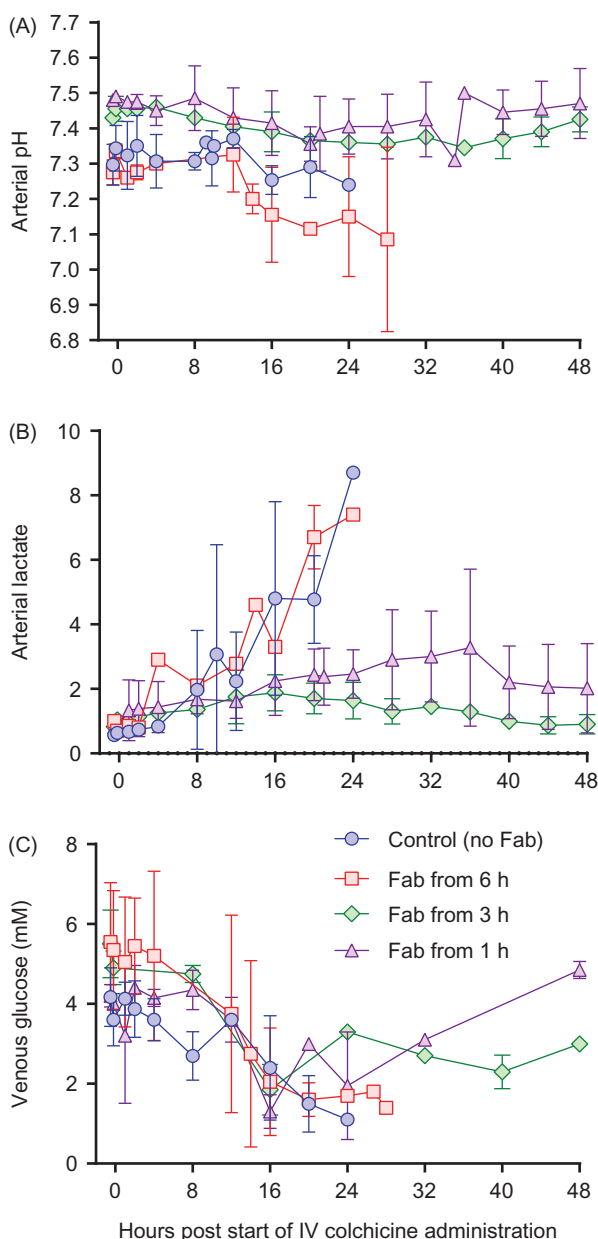 (A)
7.7
7.6
7.5
7.4
7.3
7.2
7.1
7.0
6.9
6.8
Arterial pH
0 8 16 24 32 40 48
(B)
10
8
6
4
2
0
Arterial lactate
0 8 16 24 32 40 48
(C)
8
6
4
2
0
Venous glucose (mM)
Control (no Fab)
Fab from 6 h
Fab from 3 h
Fab from 1 h
0 8 16 24 32 40 48
Hours post start of IV colchicine administration